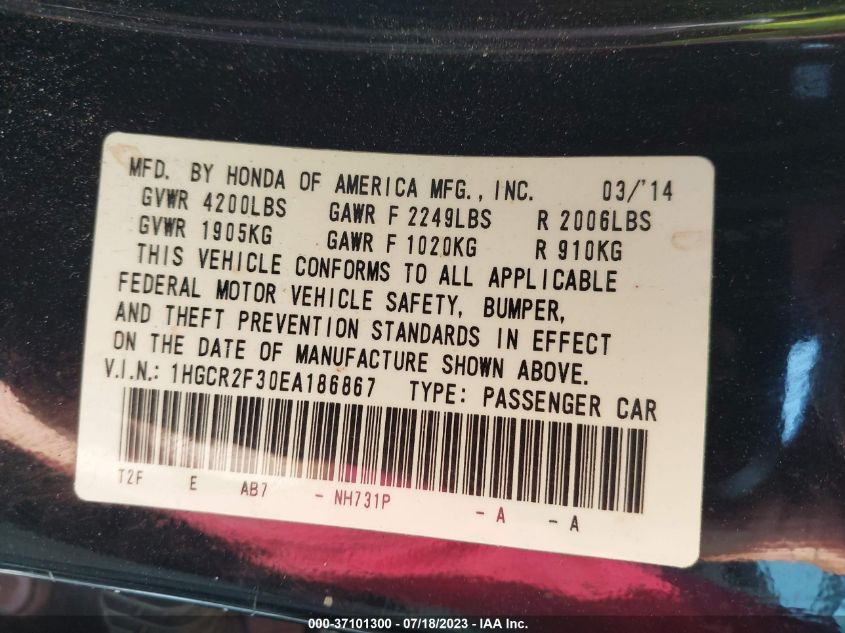 MFD. BY HONDA OF AMERICA MFG., INC. 03/'14
GVWR 4200LBS GAWR F 2249LBS R 2006LBS
GVWR 1905KG GAWR F 1020KG R 910KG
THIS VEHICLE CONFORMS TO ALL APPLICABLE
FEDERAL MOTOR VEHICLE SAFETY, BUMPER,
AND THEFT PREVENTION STANDARDS IN EFFECT
ON THE DATE OF MANUFACTURE SHOWN ABOVE.
V.I.N.: 1HGCR2F30EA186867 TYPE: PASSENGER CAR
T2F E AB7 - NH731P - A - A
000-37101300 - 07/18/2023 - IAA Inc.